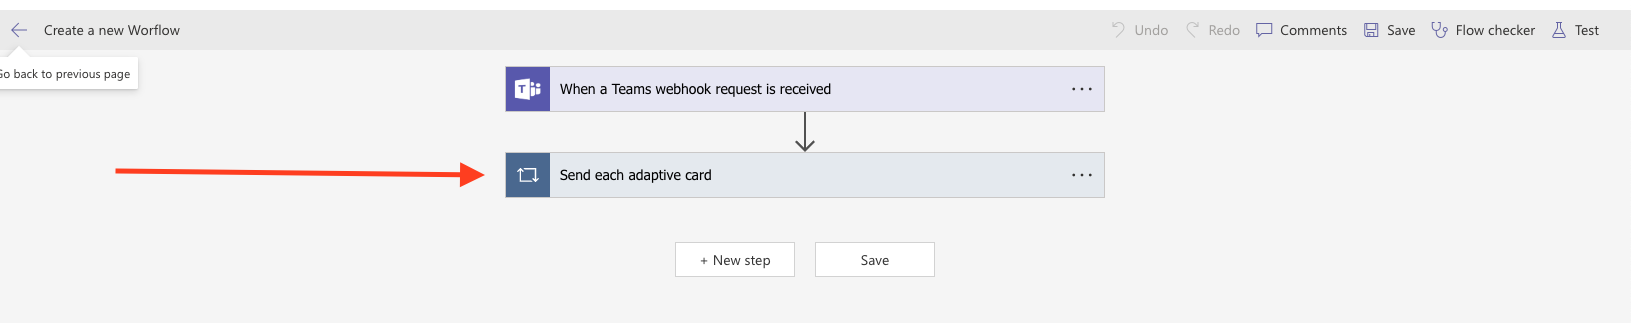 Create a new Worflow
Undo
Redo
Comments
Save
Flow checker
Test
Go back to previous page
T
When a Teams webhook request is received
Send each adaptive card
+ New step
Save